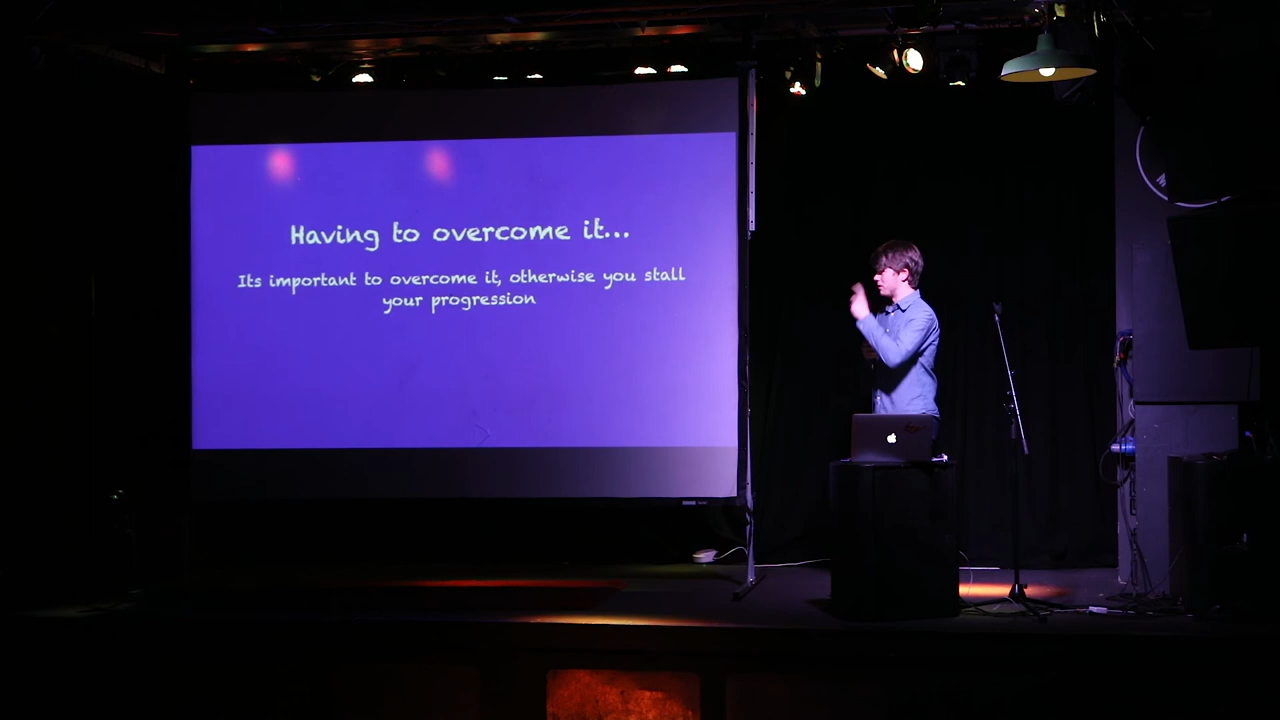 Having to overcome it...
Its important to overcome it, otherwise you stall
your progression